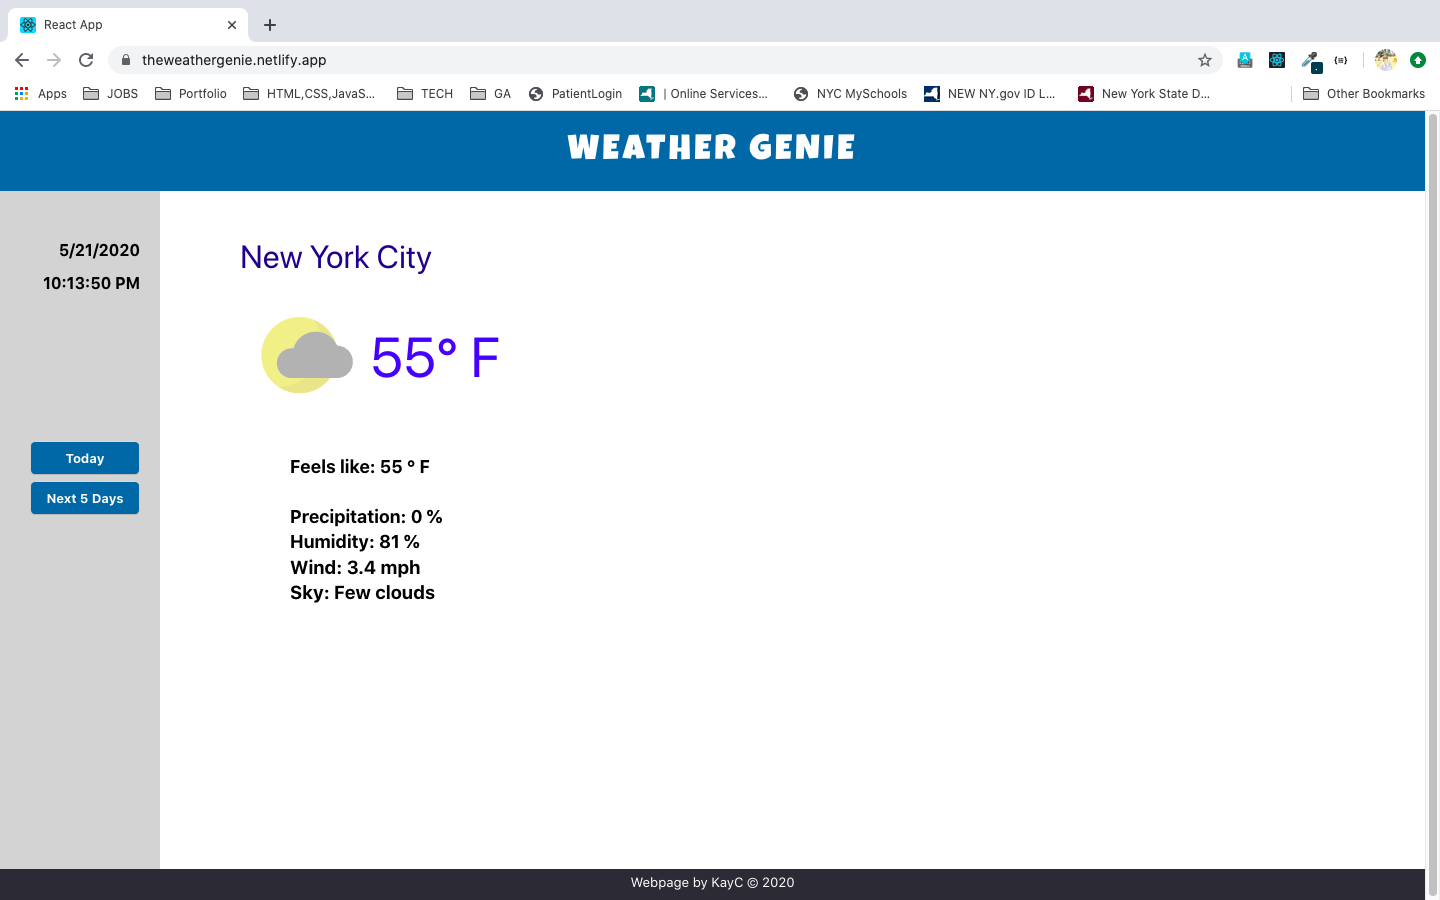 React App
theweathergenie.netlify.app
Apps JOBS Portfolio HTML,CSS,JavaS... TECH GA PatientLogin | Online Services... NYC MySchools NEW NY.gov ID L... New York State D... Other Bookmarks
WEATHER GENIE
5/21/2020
10:13:50 PM
New York City
55° F
Today
Next 5 Days
Feels like: 55 ° F
Precipitation: 0 %
Humidity: 81 %
Wind: 3.4 mph
Sky: Few clouds
Webpage by KayC © 2020